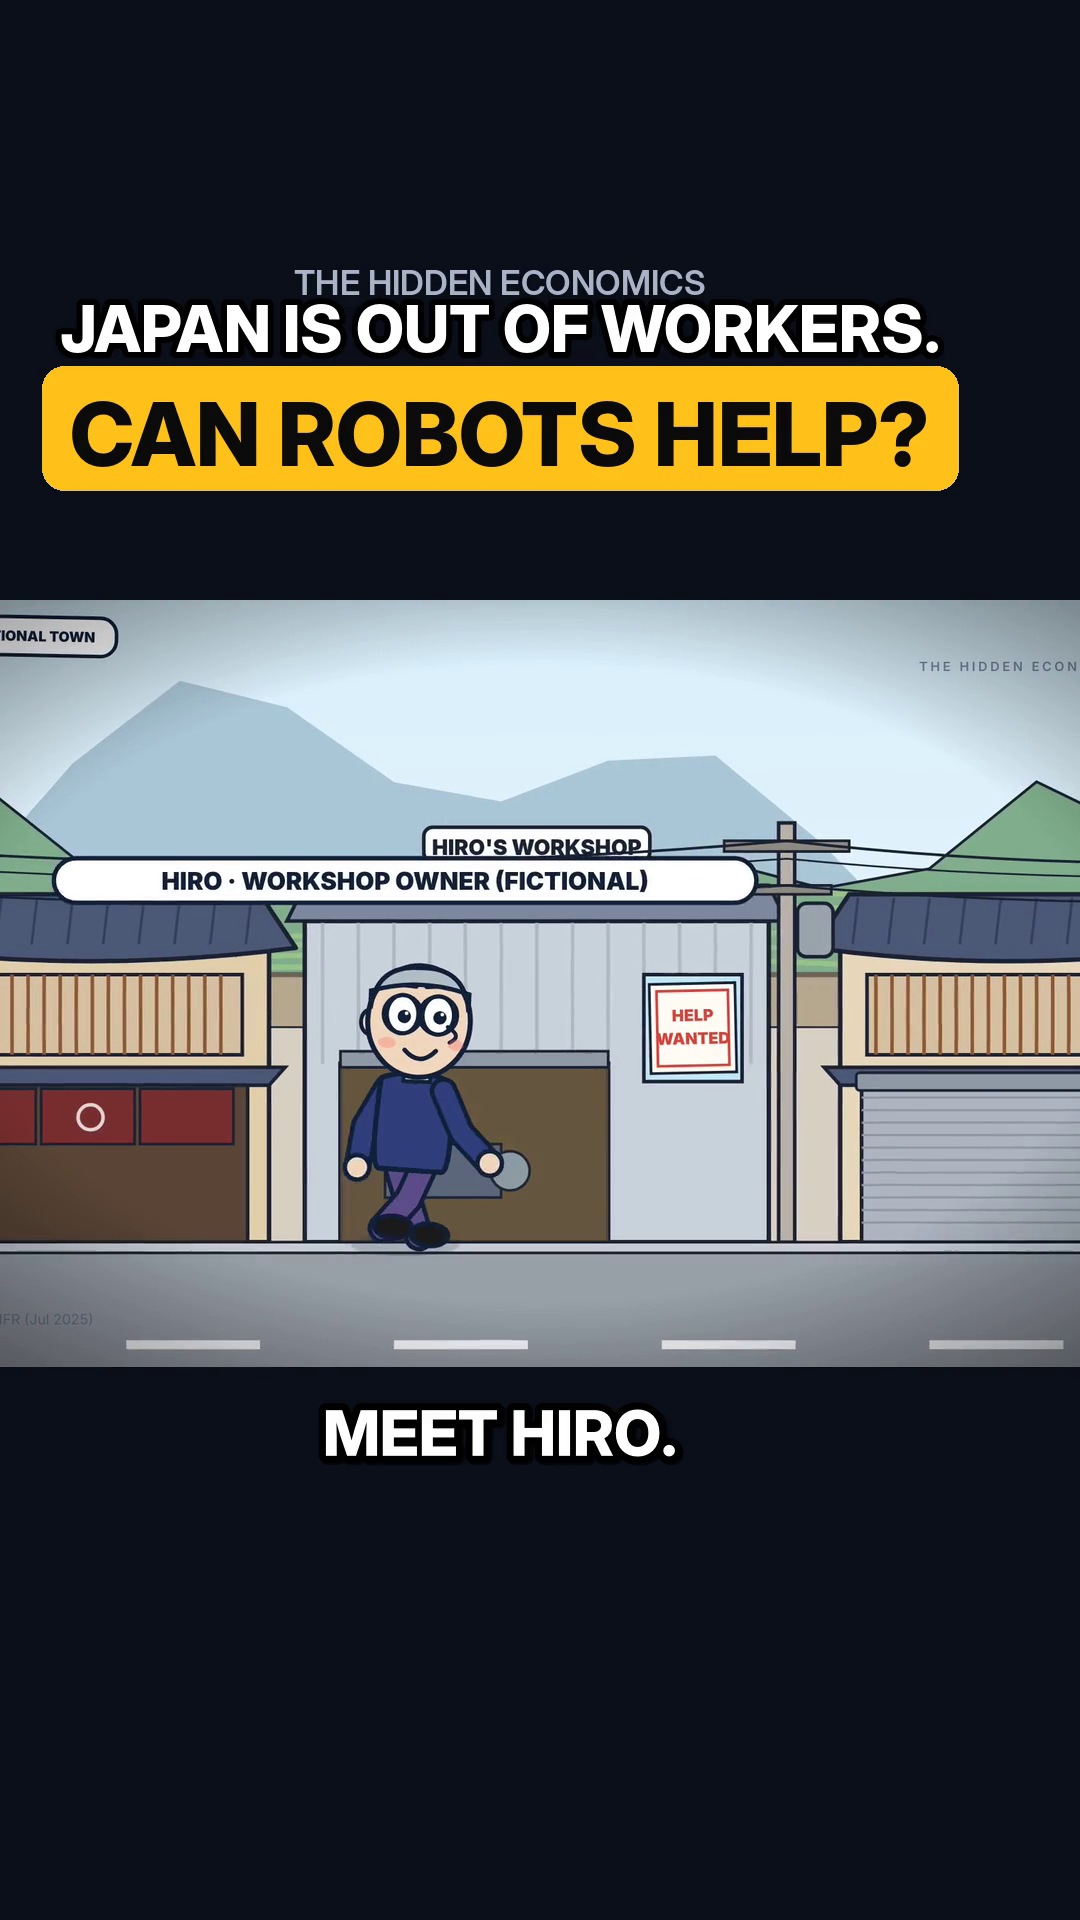 THE HIDDEN ECONOMICS
JAPAN IS OUT OF WORKERS.
CAN ROBOTS HELP?
TIONAL TOWN
THE HIDDEN ECON
HIRO'S WORKSHOP
HIRO · WORKSHOP OWNER (FICTIONAL)
HELP
WANTED
IFR (Jul 2025)
MEET HIRO.